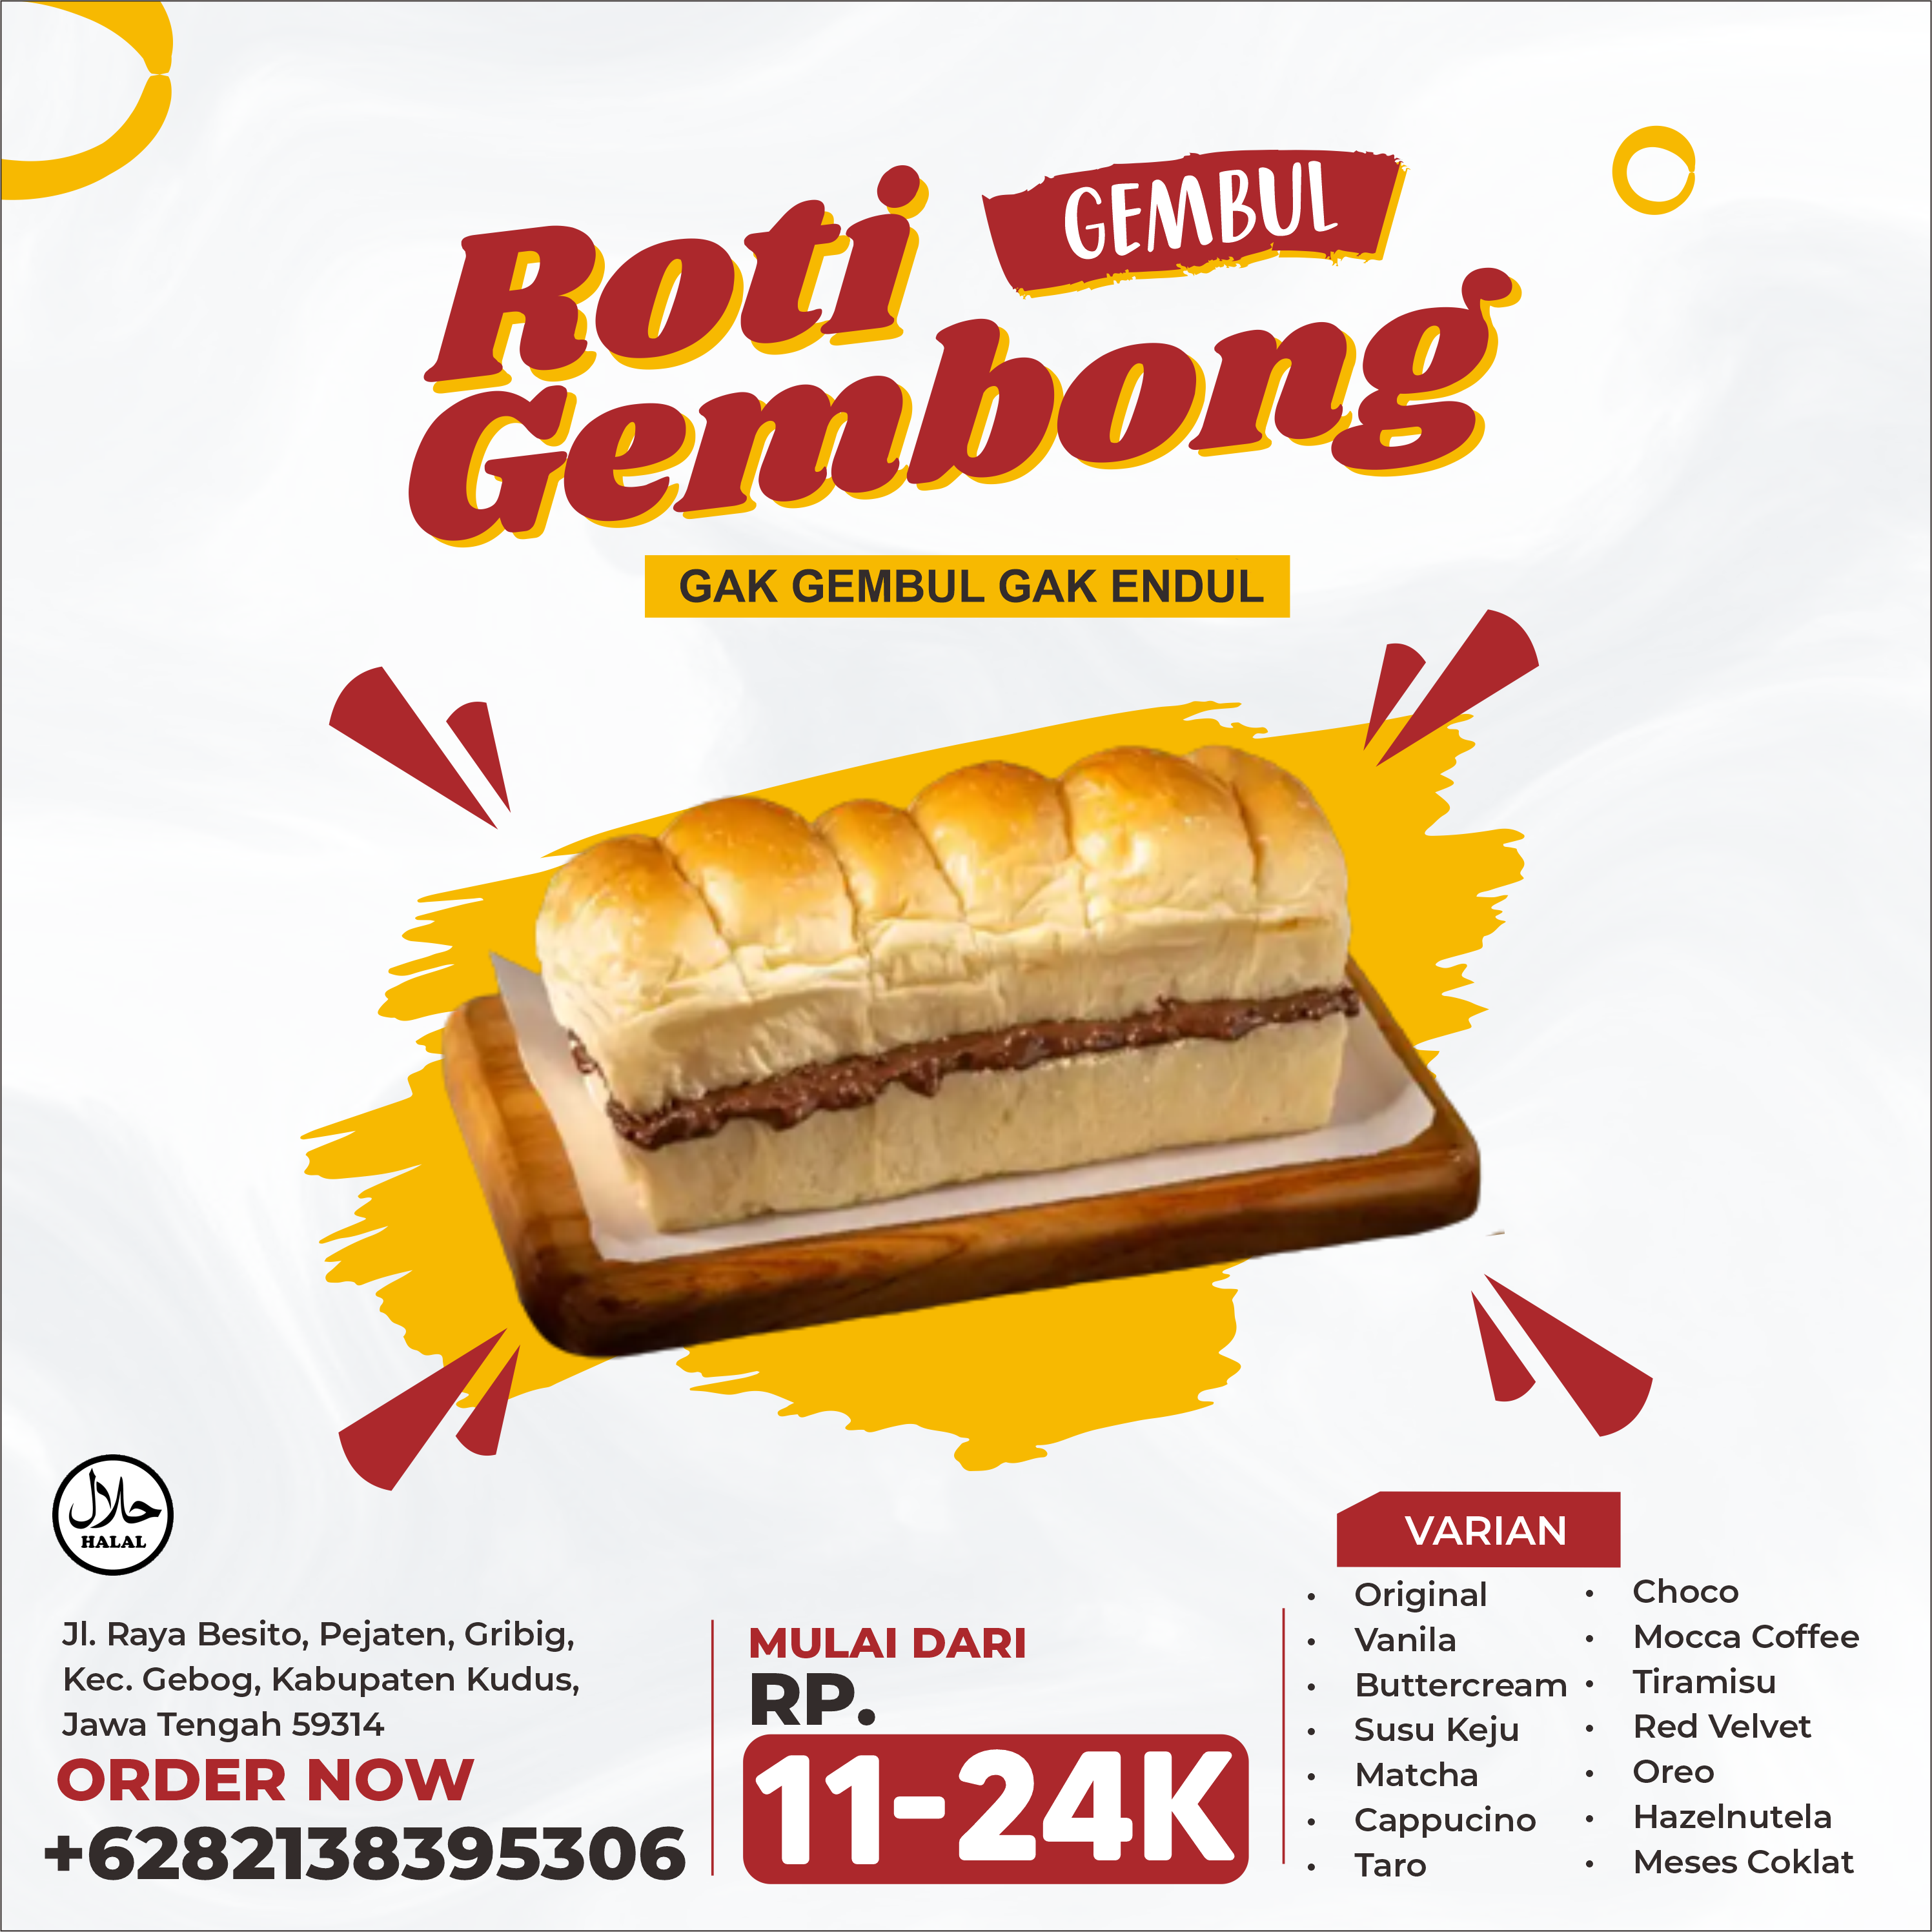 Roti
GEMBUL
Gembong
GAK GEMBUL GAK ENDUL
حلال
HALAL
Jl. Raya Besito, Pejaten, Gribig,
Kec. Gebog, Kabupaten Kudus,
Jawa Tengah 59314
ORDER NOW
+6282138395306
MULAI DARI
RP.
11-24K
VARIAN
• Original
• Vanila
• Buttercream
• Susu Keju
• Matcha
• Cappucino
• Taro
• Choco
• Mocca Coffee
• Tiramisu
• Red Velvet
• Oreo
• Hazelnutela
• Meses Coklat